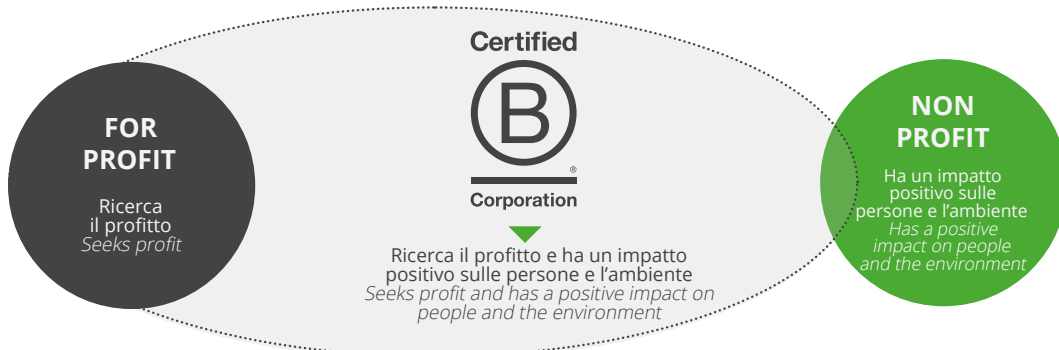 FOR
PROFIT
Ricerca
il profitto
Seeks profit
Certified
B
®
Corporation
Ricerca il profitto e ha un impatto
positivo sulle persone e l’ambiente
Seeks profit and has a positive impact on
people and the environment
NON
PROFIT
Ha un impatto
positivo sulle
persone e l’ambiente
Has a positive
impact on people
and the environment